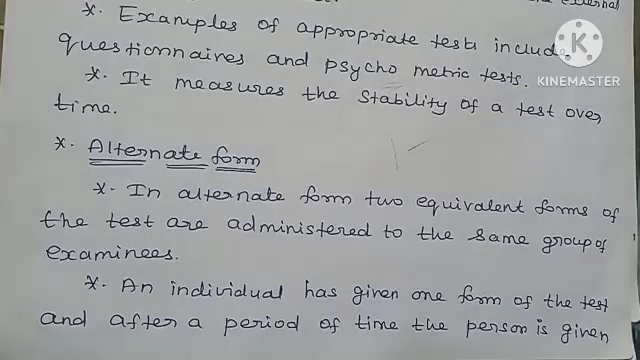 external
*. Examples of appropriate tests include
questionnaires and psycho metric tests.
*. It measures the stability of a test over
time.
*. Alternate form
*. In alternate form two equivalent forms of
the test are administered to the same group of
examinees.
*. An individual has given one form of the test
and after a period of time the person is given
K
KINEMASTER